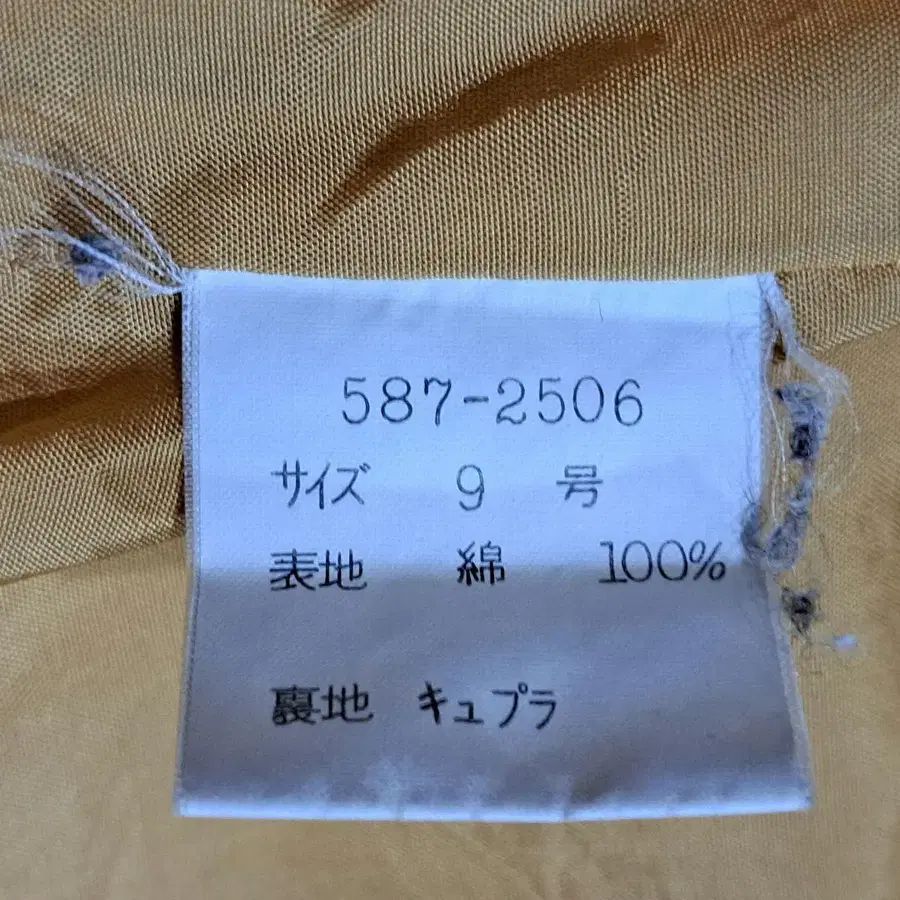 587-2506
サイズ 9 号
表地 綿 100%
裏地 キュプラ